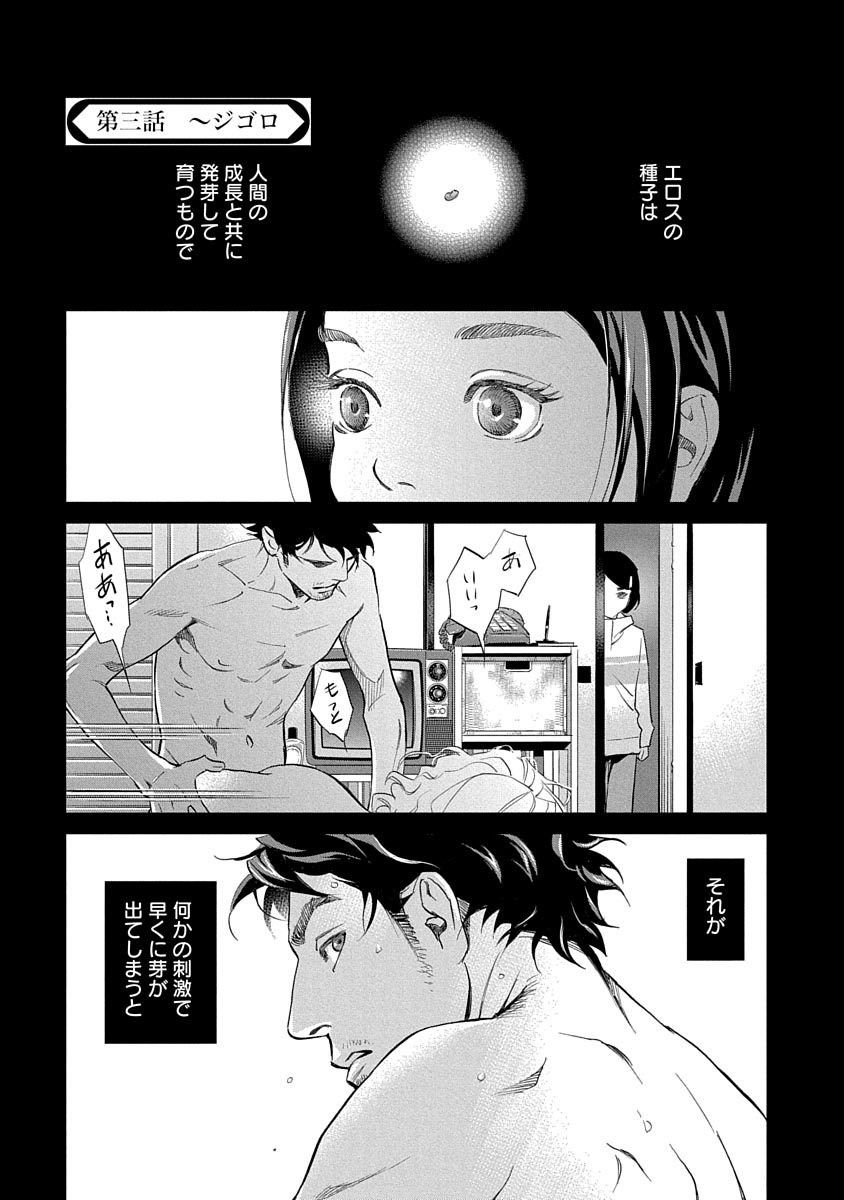 第三話　～ジゴロ
エロスの
種子は
人間の
成長と共に
発芽して
育つもので
あ
いいっ
もっと
ああっ
それが
何かの刺激で
早くに芽が
出てしまうと